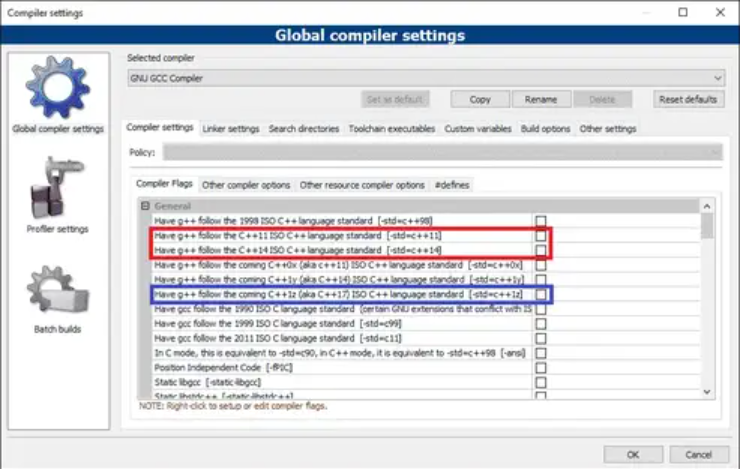 Compiler settings
Global compiler settings
Selected compiler
GNU GCC Compiler
Set as default Copy Rename Delete Reset defaults
Global compiler settings
Compiler settings Linker settings Search directories Toolchain executables Custom variables Build options Other settings
Policy:
Compiler Flags Other compiler options Other resource compiler options #defines
General
Have g++ follow the 1998 ISO C++ language standard [-std=c++98]
Have g++ follow the C++11 ISO C++ language standard [-std=c++11]
Have g++ follow the C++14 ISO C++ language standard [-std=c++14]
Have g++ follow the coming C++0x (aka c++11) ISO C++ language standard [-std=c++0x]
Have g++ follow the coming C++1y (aka C++14) ISO C++ language standard [-std=c++1y]
Have g++ follow the coming C++1z (aka C++17) ISO C++ language standard [-std=c++1z]
Have gcc follow the 1990 ISO C language standard (certain GNU extensions that conflict with IS
Have gcc follow the 1999 ISO C language standard [-std=c99]
Have gcc follow the 2011 ISO C language standard [-std=c11]
In C mode, this is equivalent to -std=c90, in C++ mode, it is equivalent to -std=c++98 [-ansi]
Position Independent Code [-fPIC]
Static libgcc [-static-libgcc]
Static libstdc++ [-static-libstdc++]
NOTE: Right-click to setup or edit compiler flags.
Profiler settings
Batch builds
OK Cancel